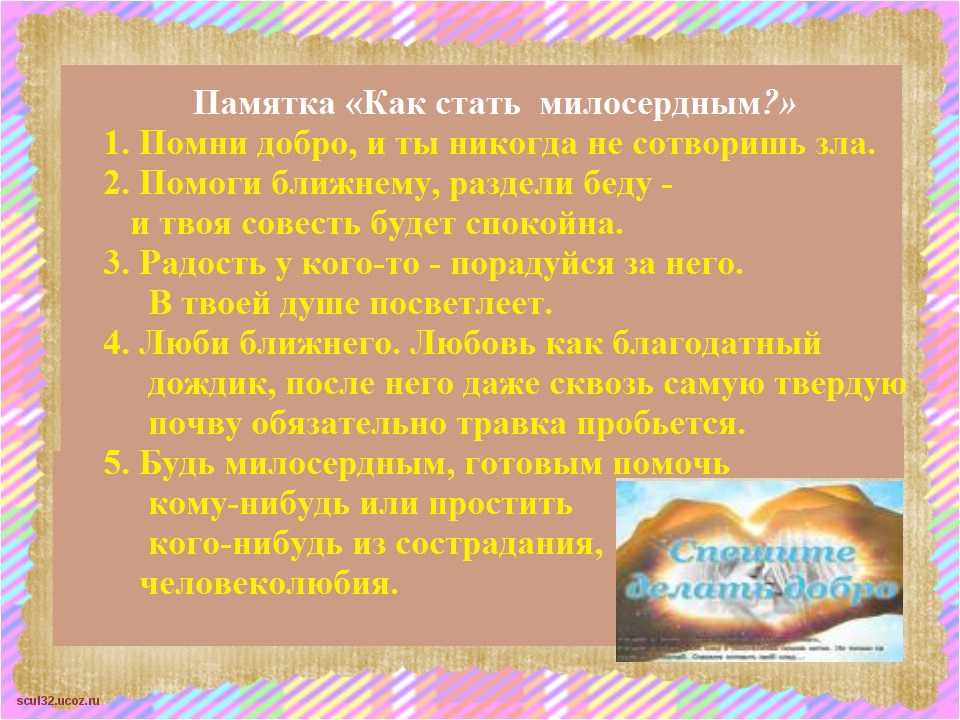 Памятка «Как стать милосердным?»
1. Помни добро, и ты никогда не сотворишь зла.
2. Помоги ближнему, раздели беду -
и твоя совесть будет спокойна.
3. Радость у кого-то - порадуйся за него.
В твоей душе посветлеет.
4. Люби ближнего. Любовь как благодатный
дождик, после него даже сквозь самую твердую
почву обязательно травка пробьется.
5. Будь милосердным, готовым помочь
кому-нибудь или простить
кого-нибудь из сострадания,
человеколюбия.
Спешите
делать добро
scul32.ucoz.ru